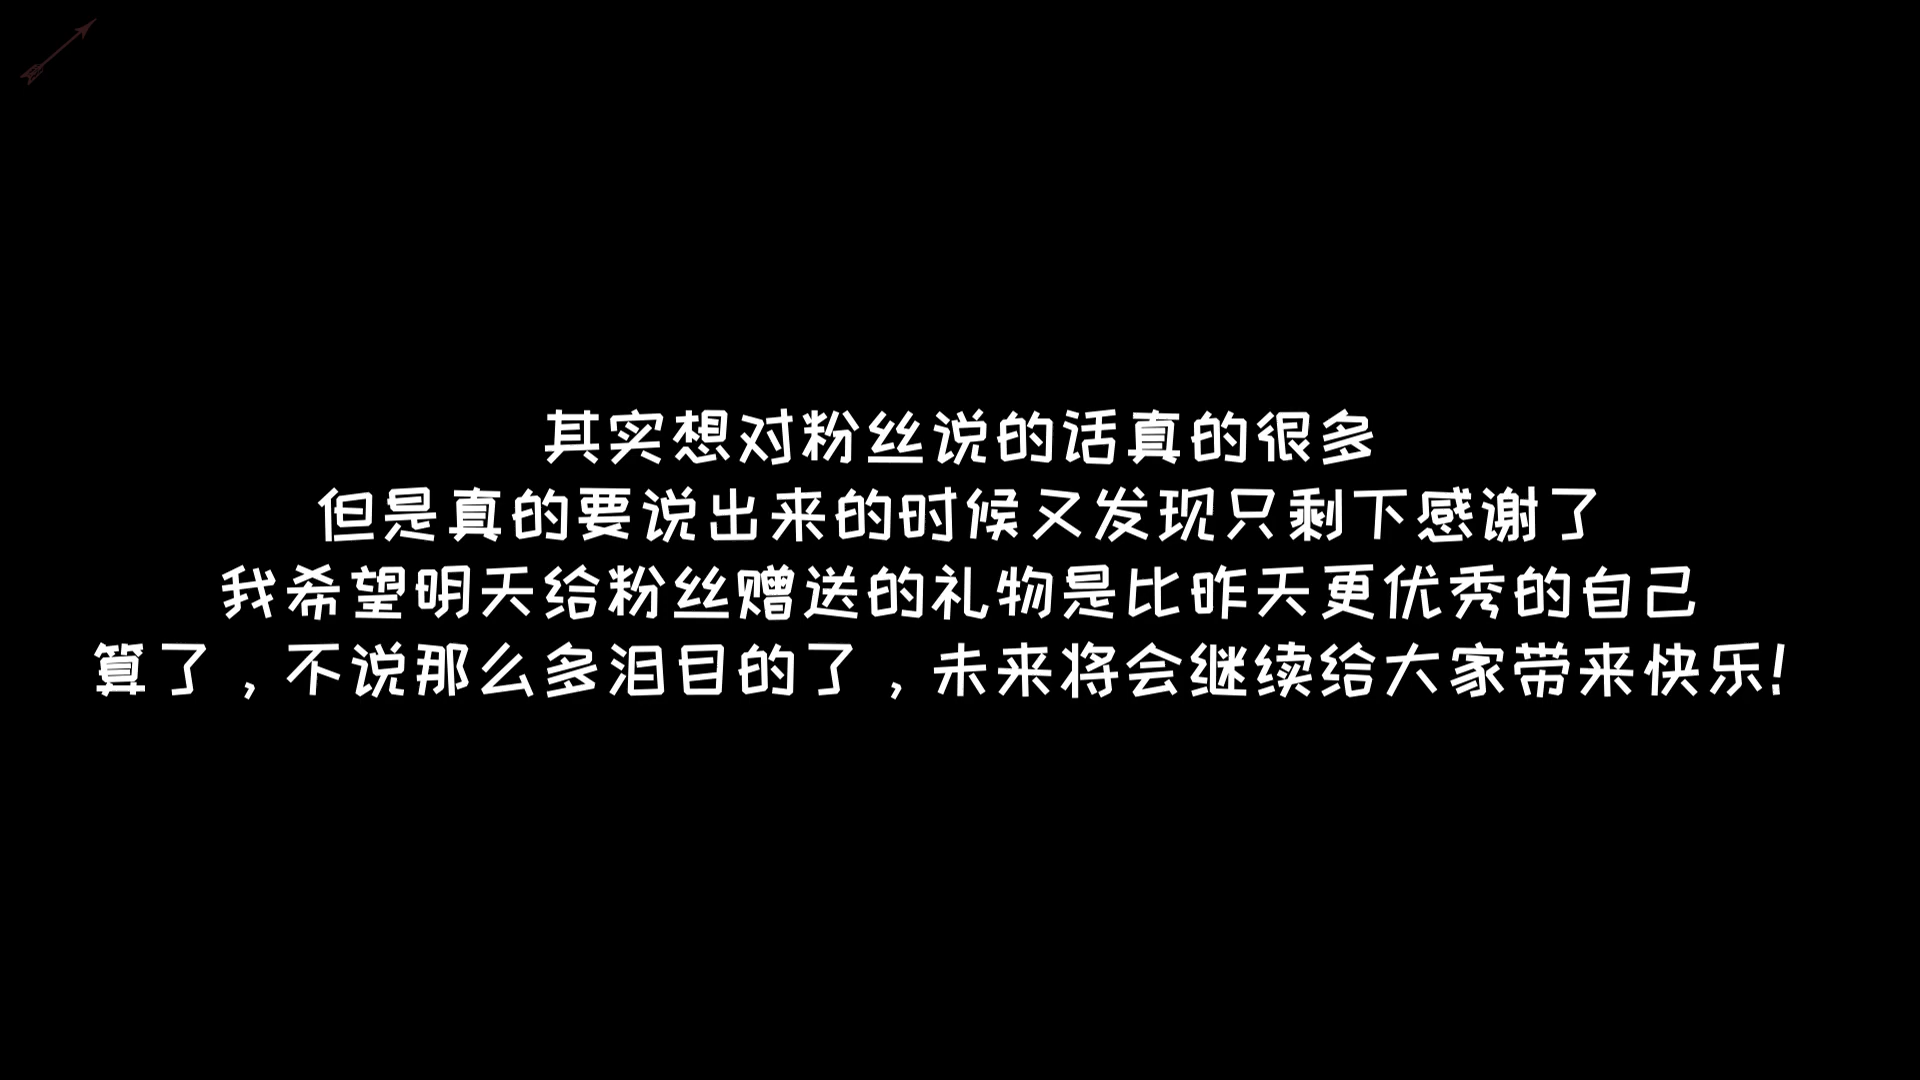 其实想对粉丝说的话真的很多
但是真的要说出来的时候又发现只剩下感谢了
我希望明天给粉丝赠送的礼物是比昨天更优秀的自己
算了，不说那么多泪目的了，未来将会继续给大家带来快乐！